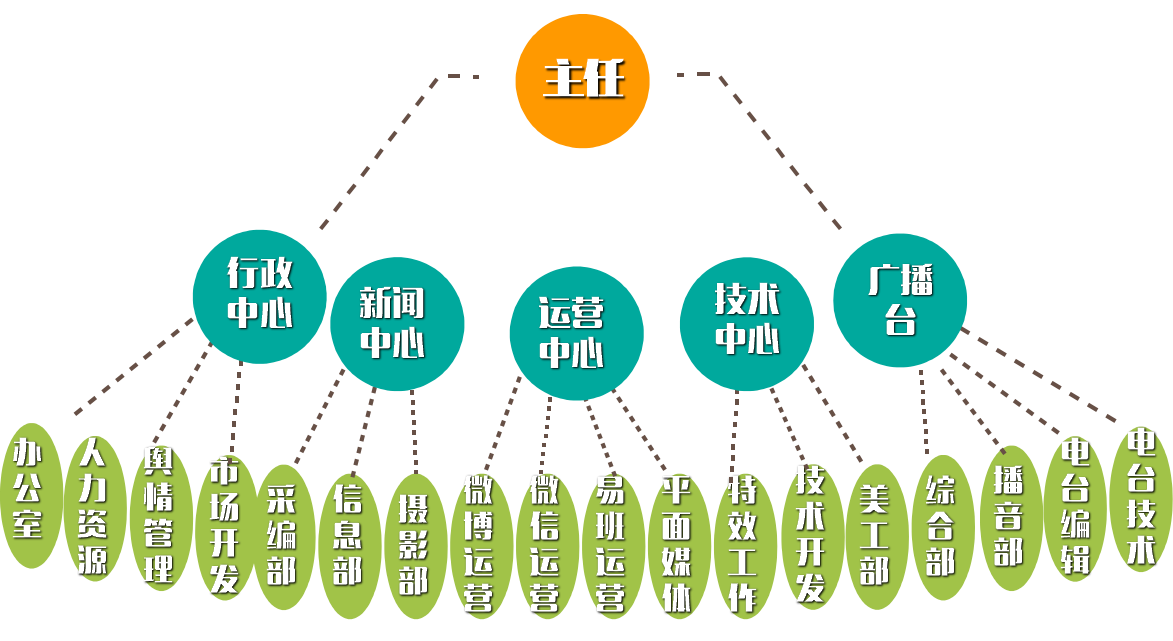 主任
行政
中心
新闻
中心
运营
中心
技术
中心
广播
台
办公室
人力资源
舆情管理
市场开发
采编部
信息部
摄影部
微博运营
微信运营
易班运营
平面媒体
特效工作
技术开发
美工部
综合部
播音部
电台编辑
电台技术